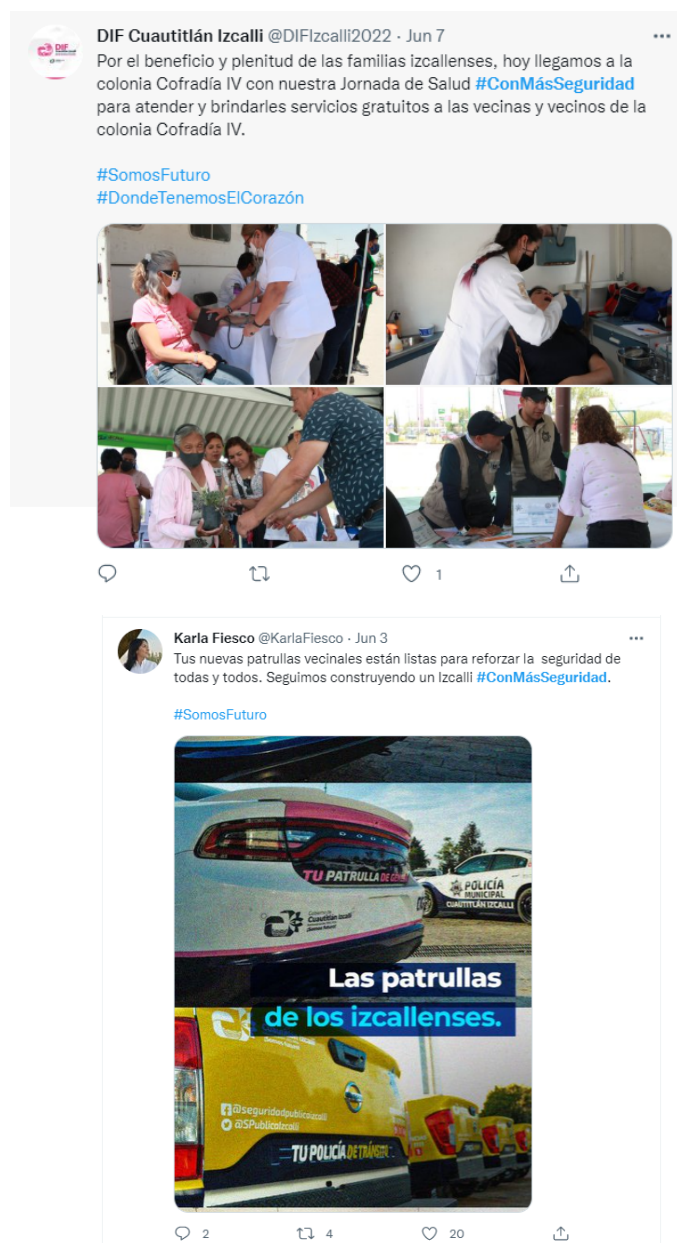 DIF Cuautitlán Izcalli @DIFIzcalli2022 · Jun 7
Por el beneficio y plenitud de las familias izcallenses, hoy llegamos a la
colonia Cofradía IV con nuestra Jornada de Salud #ConMásSeguridad
para atender y brindarles servicios gratuitos a las vecinas y vecinos de la
colonia Cofradía IV.
#SomosFuturo
#DondeTenemosElCorazón
1
Karla Fiesco @KarlaFiesco · Jun 3
Tus nuevas patrullas vecinales están listas para reforzar la seguridad de
todas y todos. Seguimos construyendo un Izcalli #ConMásSeguridad.
#SomosFuturo
DODGE
TU PATRULLA DE
POLICÍA
MUNICIPAL
CUAUTITLÁN IZCALLI
Cuautitlán Izcalli
Las patrullas
de los izcallenses.
@seguridadpublicaizcalli
@SPublicaIzcalli
TU POLICÍA DE TRÁNSITO
2 4 20